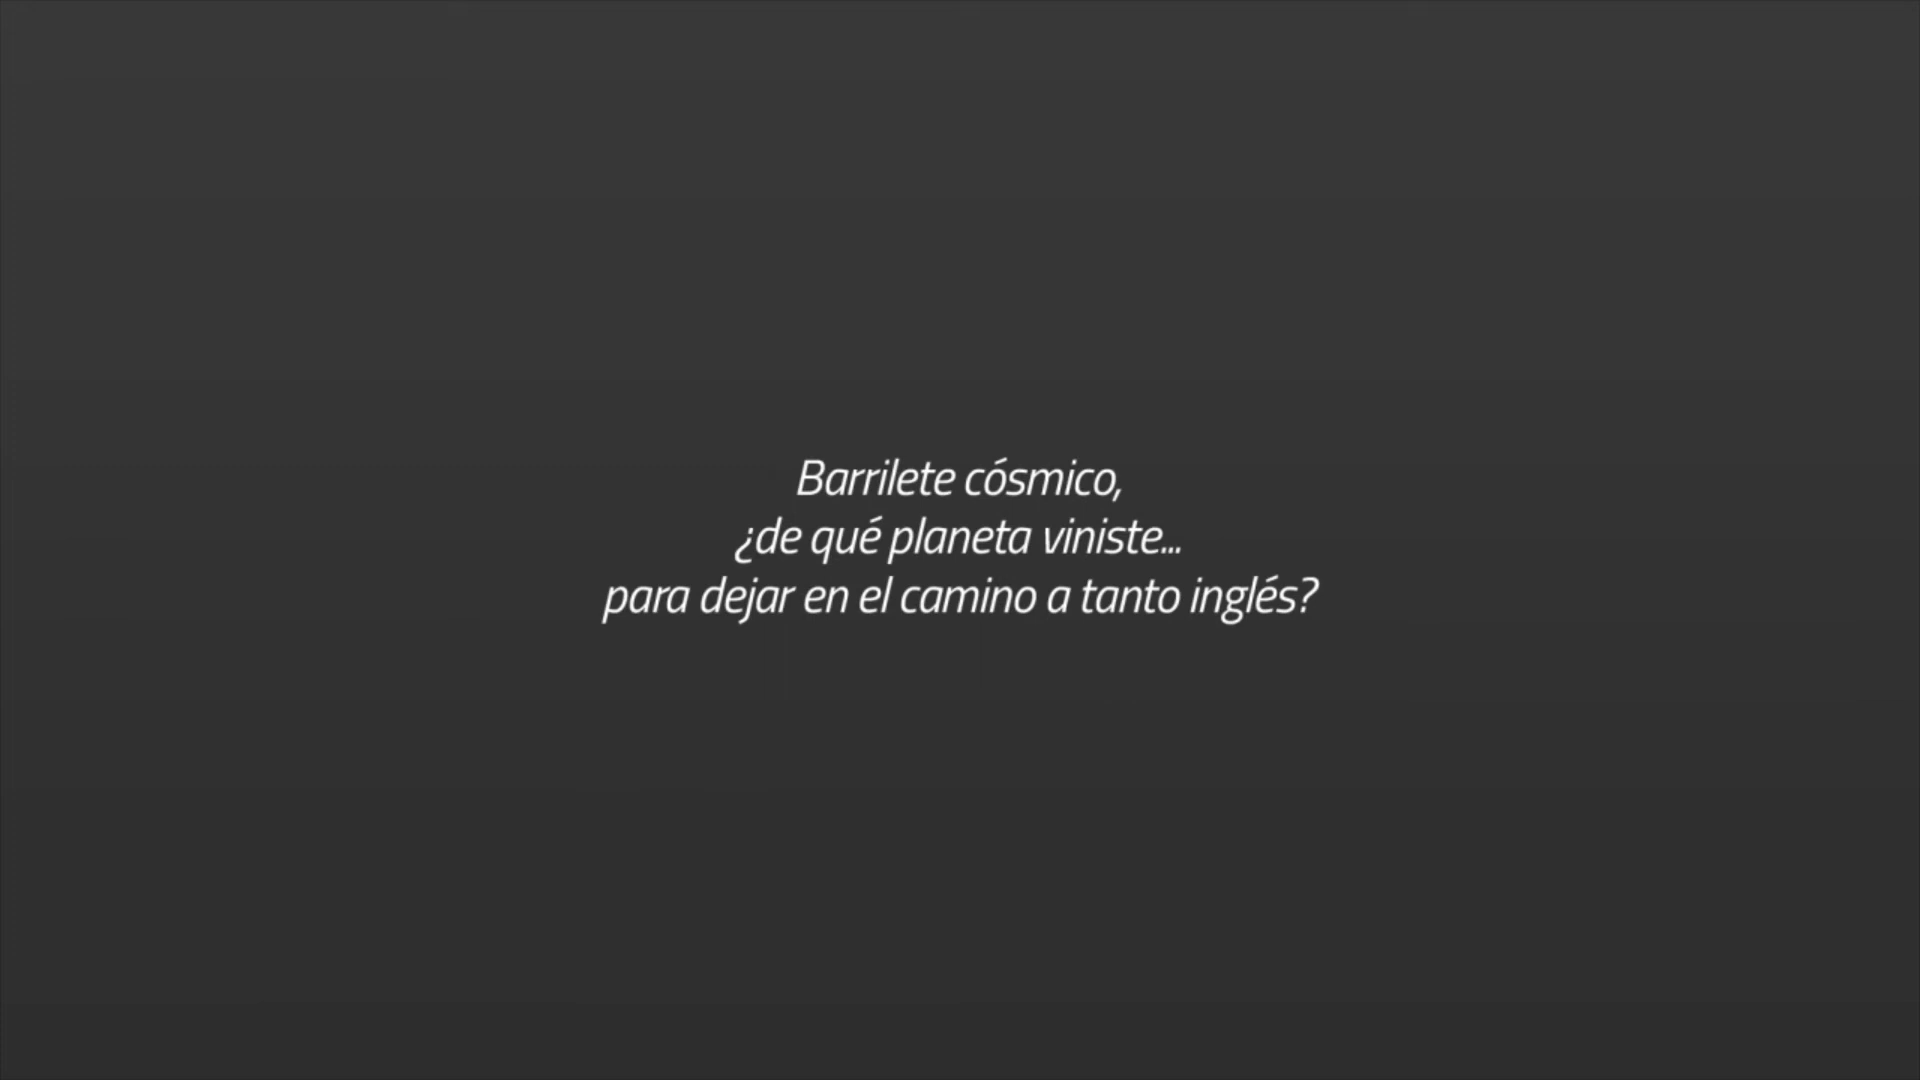 Barrilete cósmico,
¿de qué planeta viniste...
para dejar en el camino a tanto inglés?